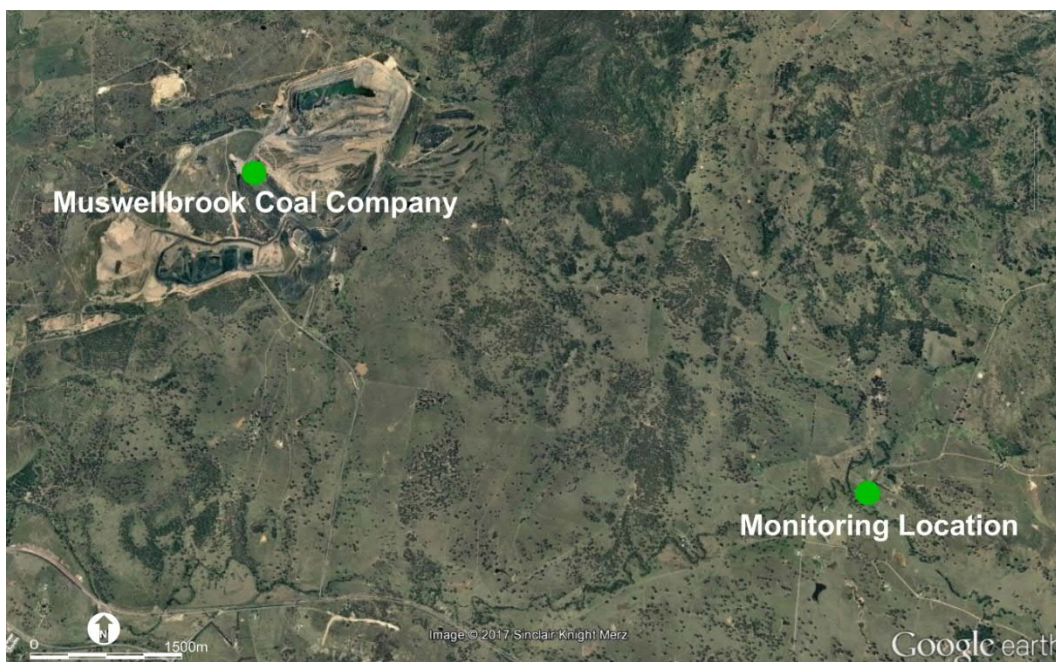 Muswellbrook Coal Company
Monitoring Location
N
0 1500m
Image © 2017 Sinclair Knight Merz
Google earth